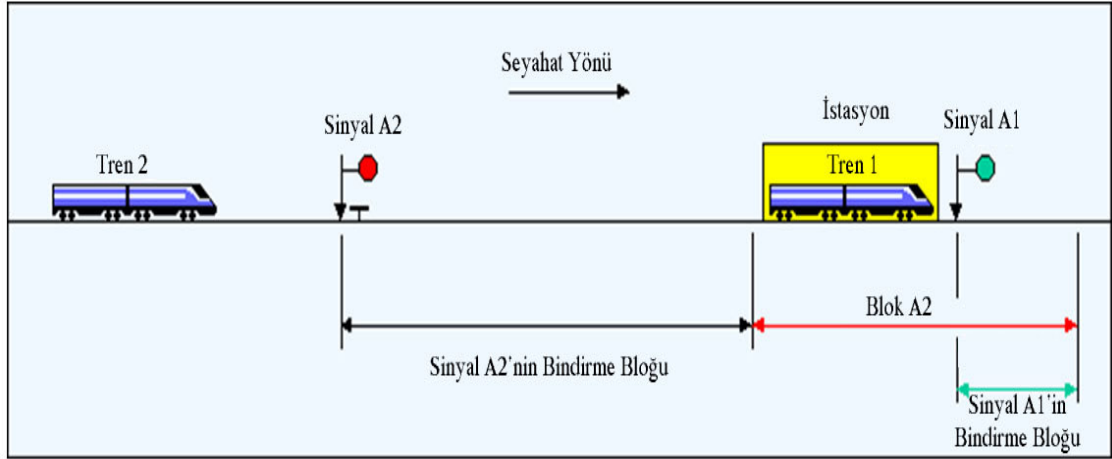 Seyahat Yönü
İstasyon
Sinyal A2
Sinyal A1
Tren 2
Tren 1
Blok A2
Sinyal A2'nin Bindirme Bloğu
Sinyal A1'in
Bindirme Bloğu